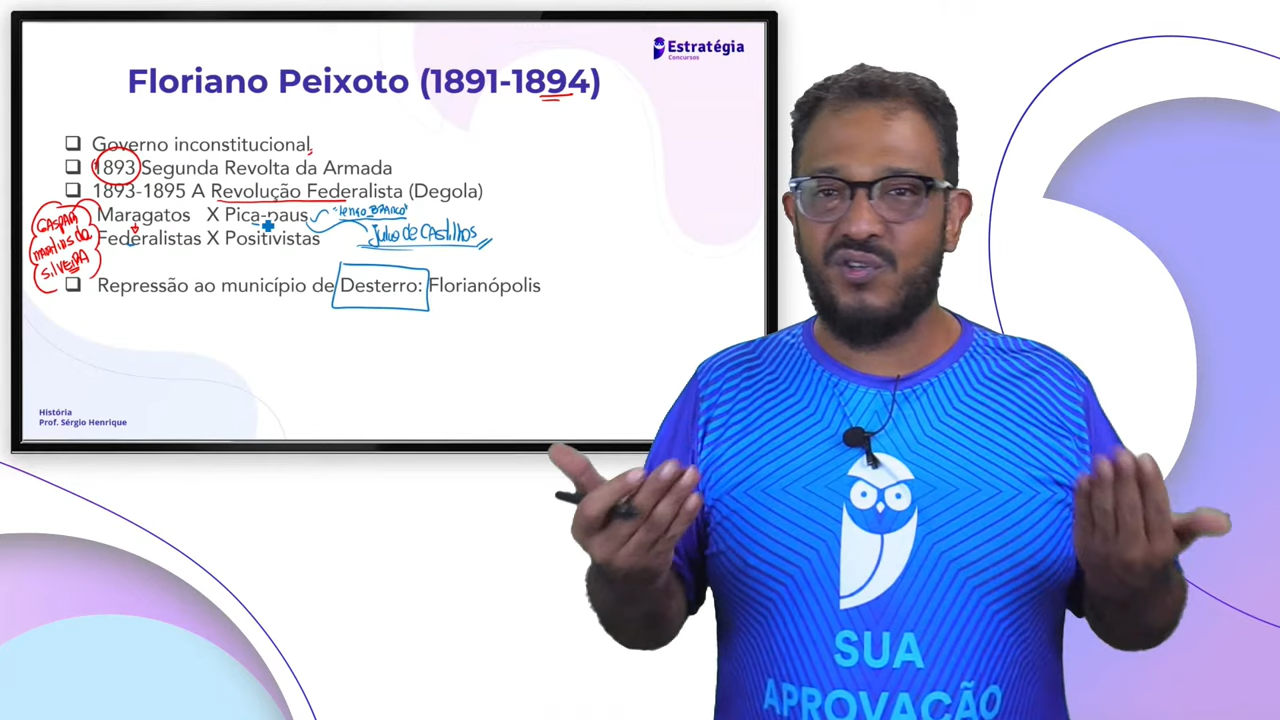 Estratégia
Concursos
Floriano Peixoto (1891-1894)
Governo inconstitucional
1893 Segunda Revolta da Armada
1893-1895 A Revolução Federalista (Degola)
Maragatos X Pica-paus "lenço BRANCO"
Federalistas X Positivistas Julio de Castilhos
GASPAR
MARTINS da
SILVEIRA
Repressão ao município de Desterro: Florianópolis
História
Prof. Sérgio Henrique
SUA
APROVAÇÃO